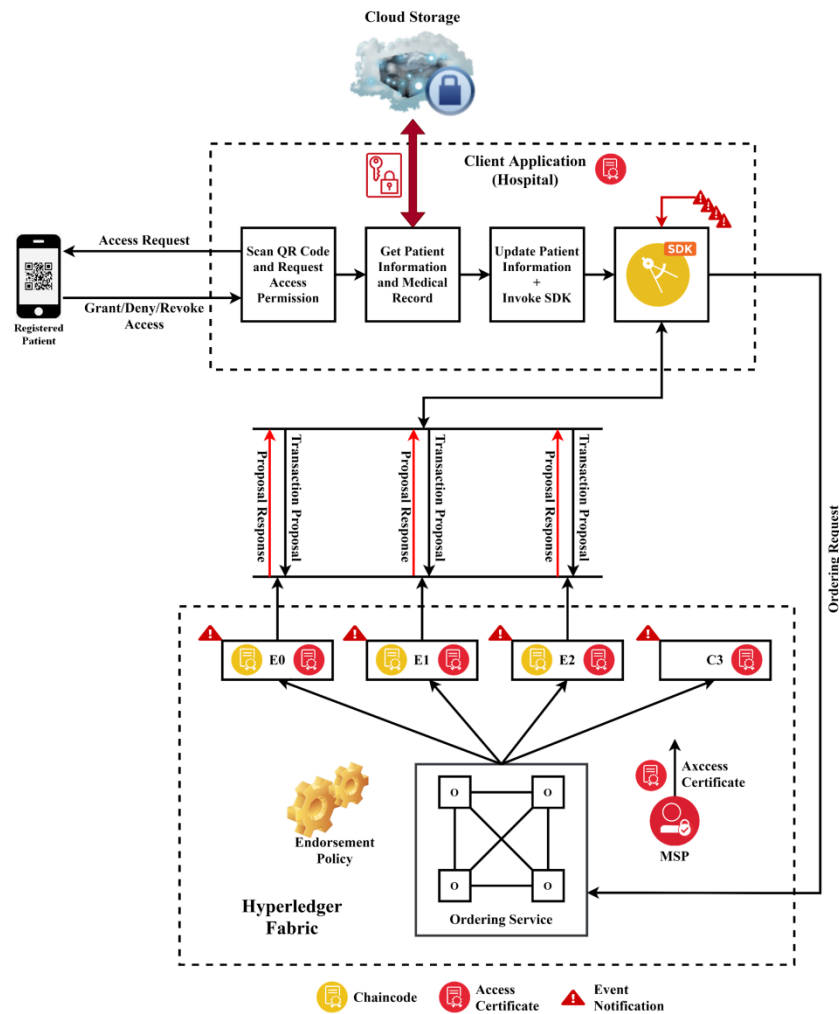 Cloud Storage
Client Application
(Hospital)
Access Request
Scan QR Code
and Request
Access
Permission
Get Patient
Information
and Medical
Record
Update Patient
Information
+
Invoke SDK
SDK
Grant/Deny/Revoke
Access
Registered
Patient
Proposal Response
Transaction Proposal
Proposal Response
Transaction Proposal
Proposal Response
Transaction Proposal
Ordering Request
E0
E1
E2
C3
Axccess
Certificate
MSP
Endorsement
Policy
O
O
O
O
Ordering Service
Hyperledger
Fabric
Chaincode
Access
Certificate
Event
Notification